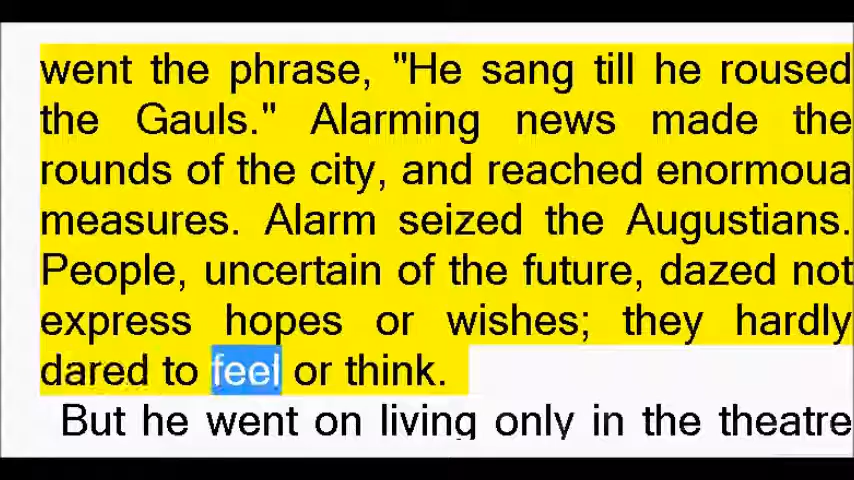 went the phrase, "He sang till he roused
the Gauls." Alarming news made the
rounds of the city, and reached enormoua
measures. Alarm seized the Augustians.
People, uncertain of the future, dazed not
express hopes or wishes; they hardly
dared to feel or think.
But he went on living only in the theatre